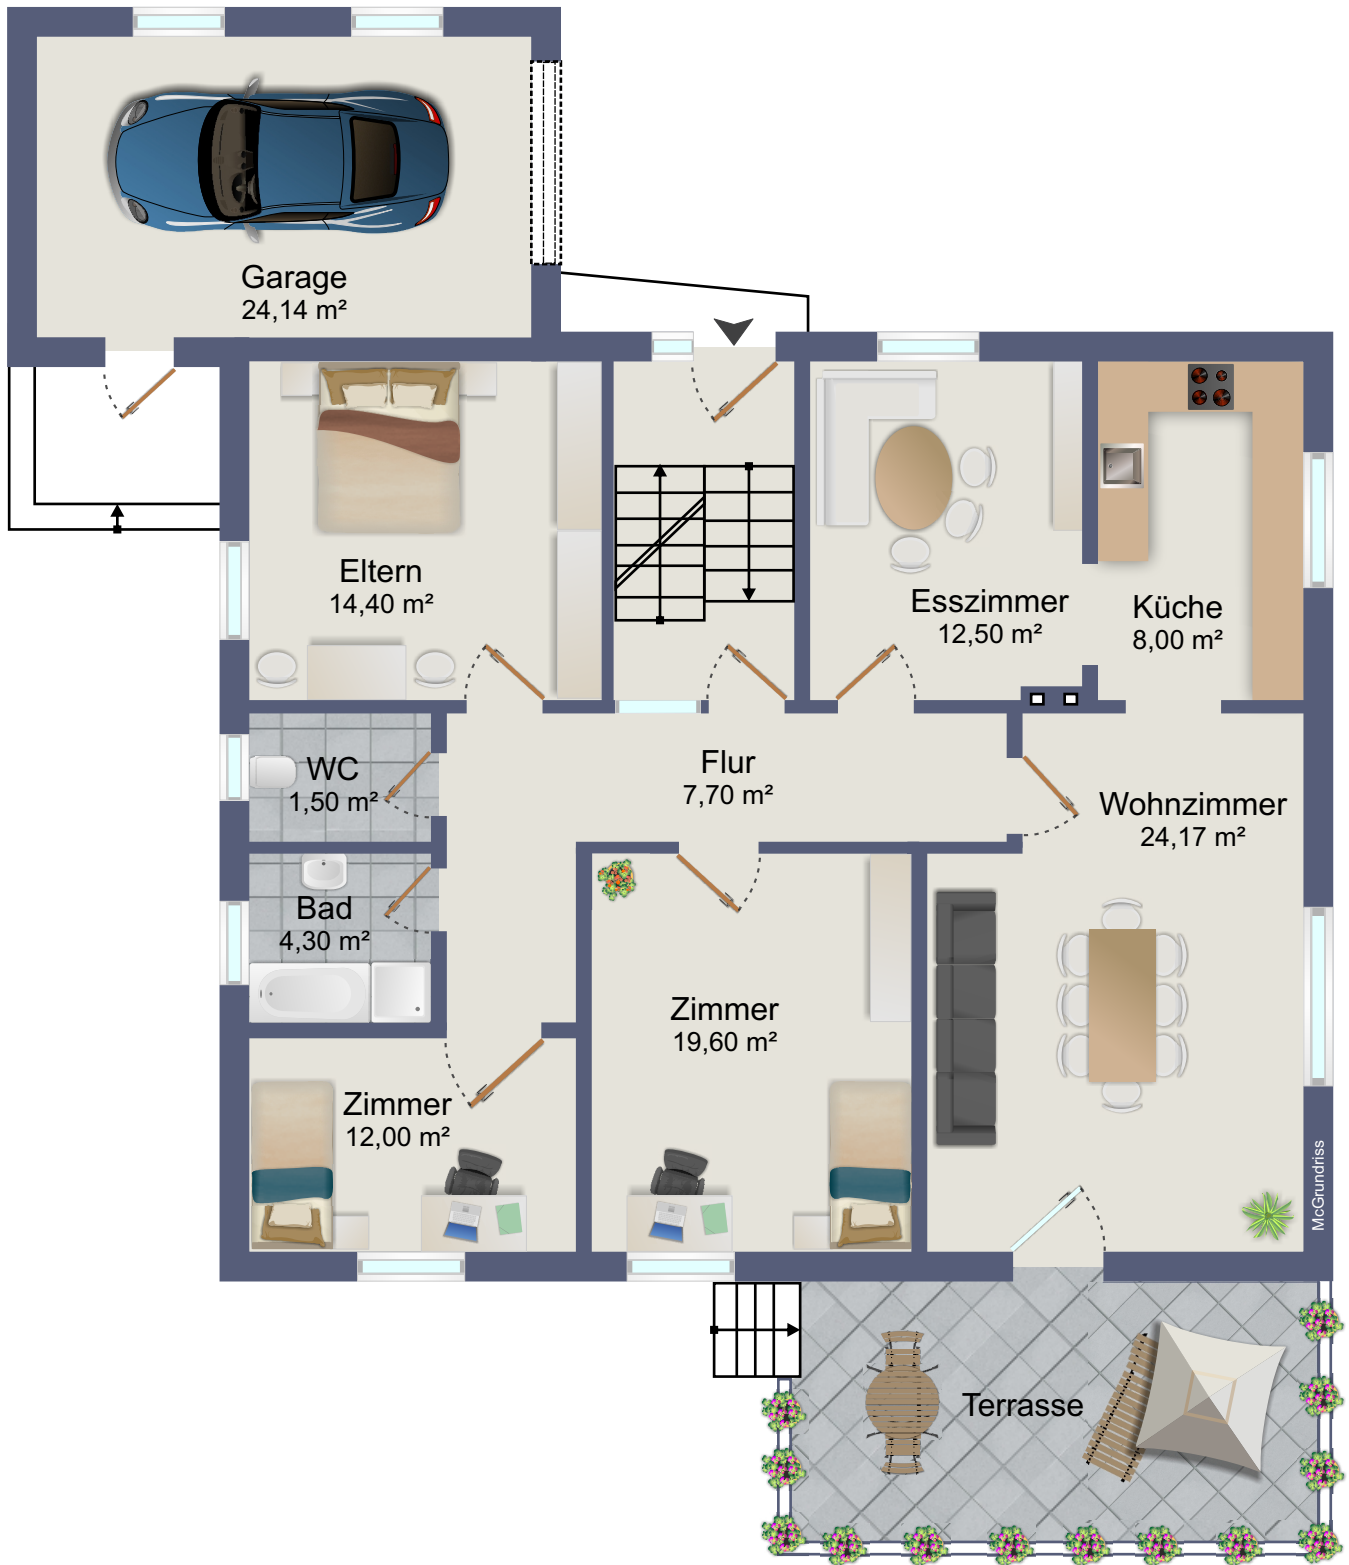 Garage
24,14 m²
Eltern
14,40 m²
Esszimmer
12,50 m²
Küche
8,00 m²
WC
1,50 m²
Flur
7,70 m²
Wohnzimmer
24,17 m²
Bad
4,30 m²
Zimmer
19,60 m²
Zimmer
12,00 m²
McGrundriss
Terrasse